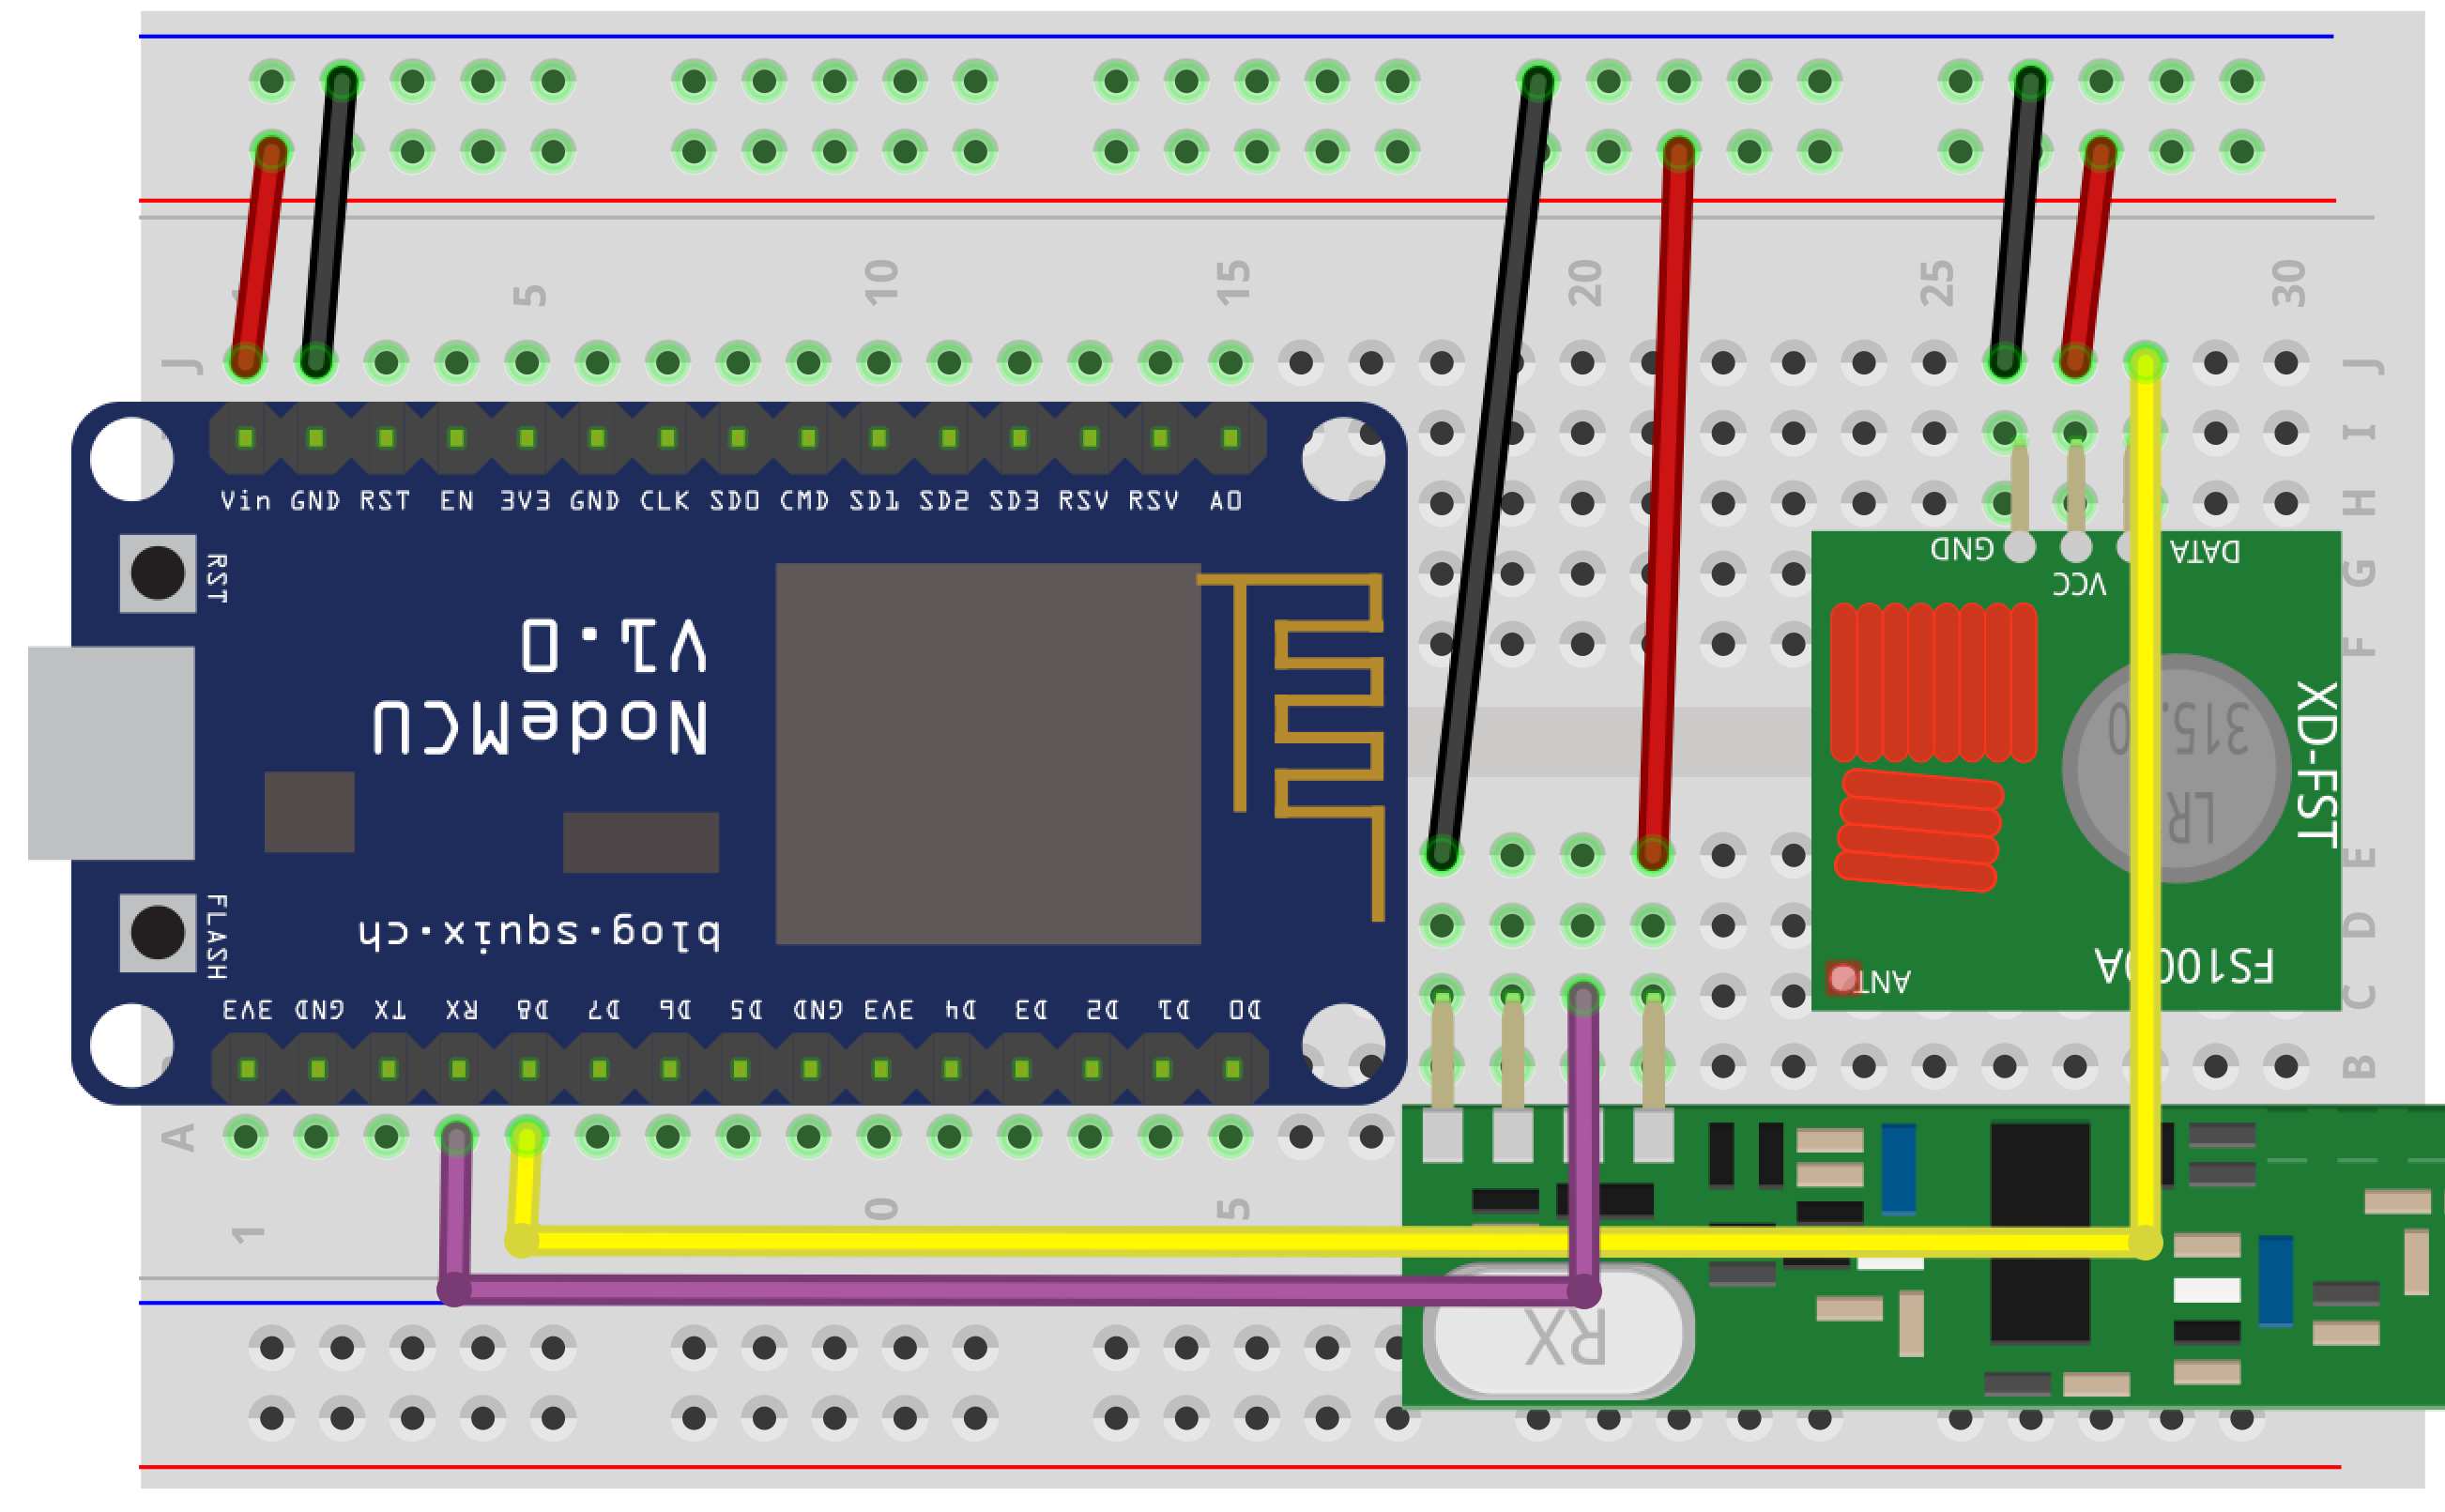 5 10 15 20 25 30
J J
I
H
G
F
E
D
C
B
A
Vin GND RST EN 3V3 GND CLK SD0 CMD SD1 SD2 SD3 RSV RSV A0
RST
V1.0
NodeMCU
blog.squix.ch
FLASH
3V3 GND TX RX D8 D7 D6 D5 GND 3V3 D4 D3 D2 D1 D0
GND DATA
VCC
315.0
LR
XD-FST
FS1000A
ANT
1 0 5
RX